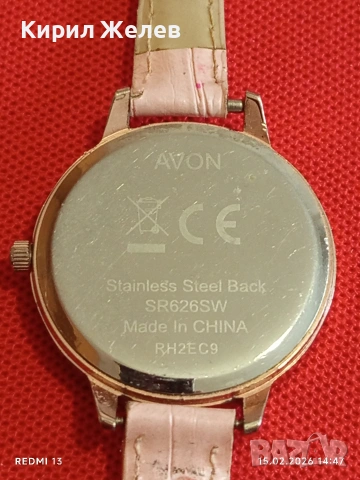 Кирил Желев
AVON
CE
Stainless Steel Back
SR626SW
Made In CHINA
RH2EC9
REDMI 13
15.02.2026 14:47
BAZAR